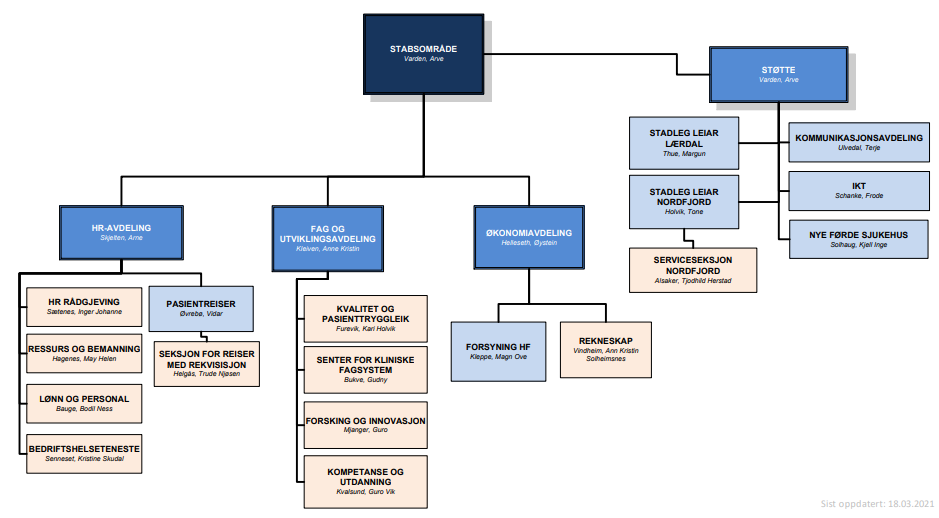 STABSOMRÅDE
Varden, Arve
STØTTE
Varden, Arve
STADLEG LEIAR
LÆRDAL
Thue, Margun
KOMMUNIKASJONSAVDELING
Ulvedal, Terje
STADLEG LEIAR
NORDFJORD
Holvik, Tone
IKT
Schanke, Frode
NYE FØRDE SJUKEHUS
Solhaug, Kjell Inge
SERVICESEKSJON
NORDFJORD
Alsaker, Tjodhild Herstad
HR-AVDELING
Skjelten, Arne
FAG OG
UTVIKLINGSAVDELING
Kleiven, Anne Kristin
ØKONOMIAVDELING
Helleseth, Øystein
HR RÅDGJEVING
Sætenes, Inger Johanne
RESSURS OG BEMANNING
Hagenes, May Helen
LØNN OG PERSONAL
Bauge, Bodil Ness
BEDRIFTSHELSETENESTE
Senneset, Kristine Skudal
PASIENTREISER
Øvrebø, Vidar
SEKSJON FOR REISER
MED REKVISISJON
Helgås, Trude Njøsen
KVALITET OG
PASIENTTRYGGLEIK
Furevik, Kari Holvik
SENTER FOR KLINISKE
FAGSYSTEM
Bukve, Gudny
FORSKING OG INNOVASJON
Mjanger, Guro
KOMPETANSE OG
UTDANNING
Kvalsund, Guro Vik
FORSYNING HF
Kleppe, Magn Ove
REKNESKAP
Vindheim, Ann Kristin
Solheimsnes
Sist oppdatert: 18.03.2021